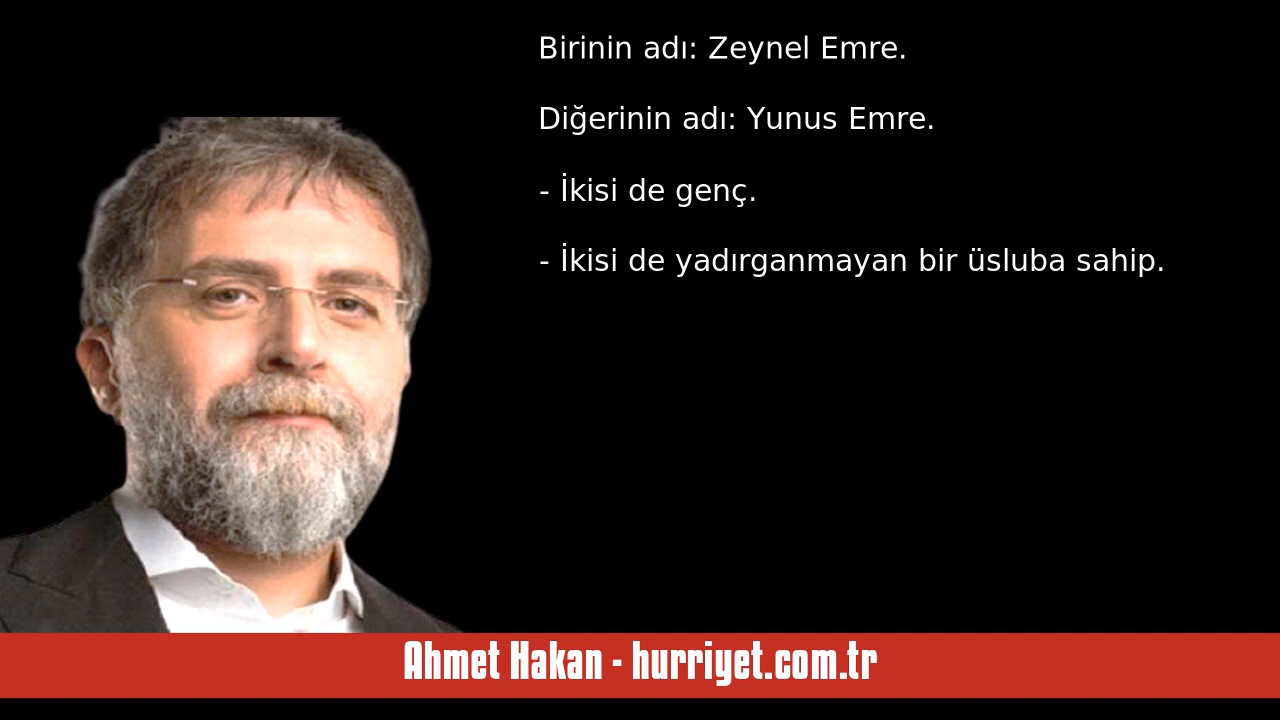 Birinin adı: Zeynel Emre.
Diğerinin adı: Yunus Emre.
- İkisi de genç.
- İkisi de yadırganmayan bir üsluba sahip.
Ahmet Hakan - hurriyet.com.tr